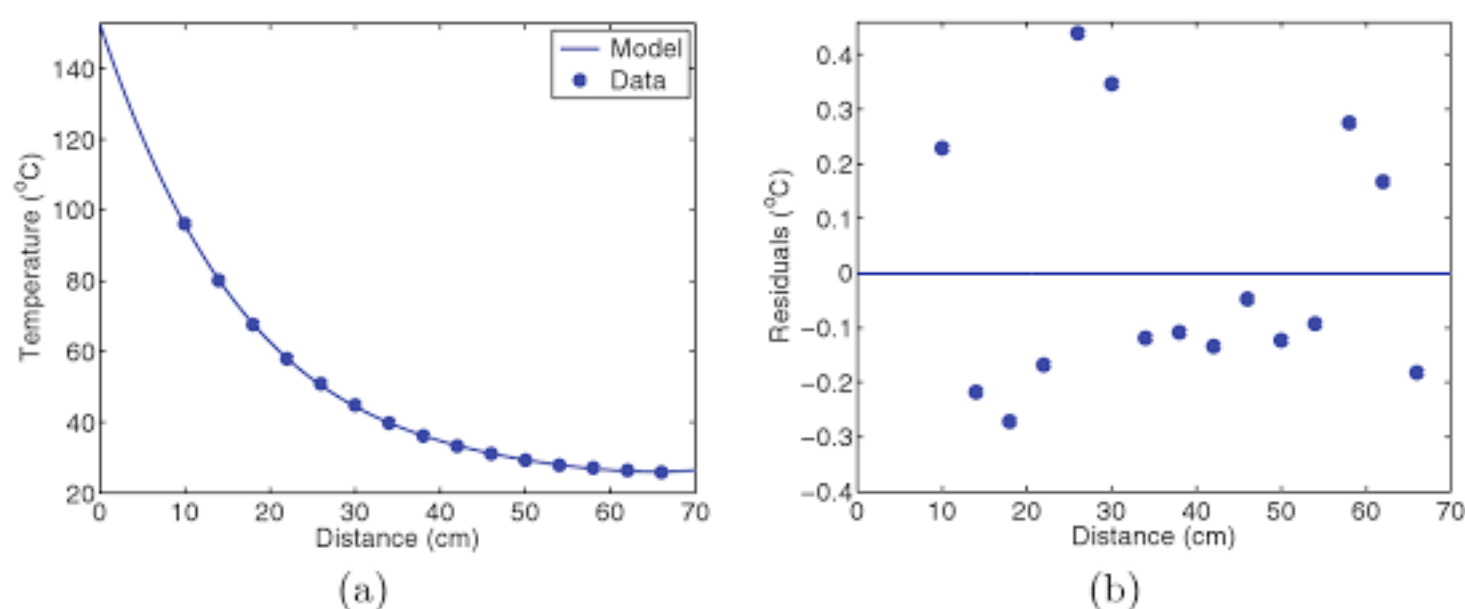 Model
Data
140
120
100
80
60
40
20
0 10 20 30 40 50 60 70
Temperature (°C)
Distance (cm)
(a)
0.4
0.3
0.2
0.1
0
−0.1
−0.2
−0.3
−0.4
0 10 20 30 40 50 60 70
Residuals (°C)
Distance (cm)
(b)